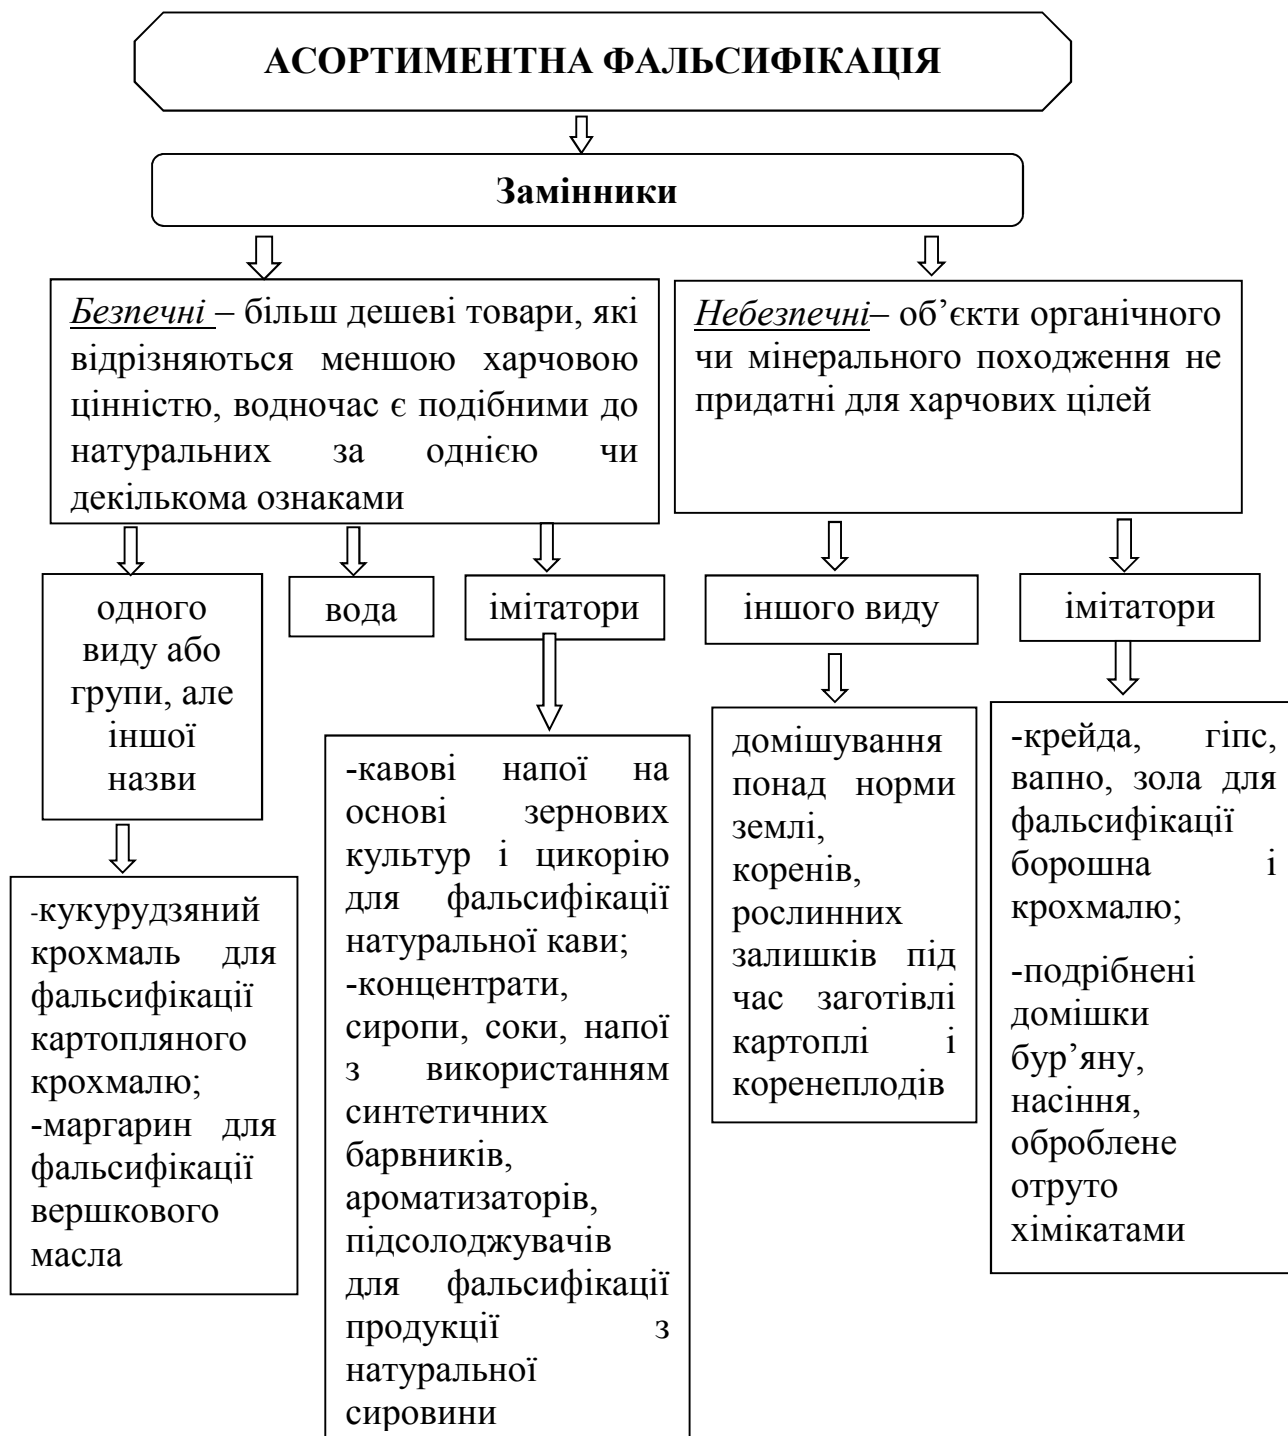 АСОРТИМЕНТНА ФАЛЬСИФІКАЦІЯ
Замінники
Безпечні – більш дешеві товари, які
відрізняються меншою харчовою
цінністю, водночас є подібними до
натуральних за однією чи
декількома ознаками
Небезпечні– об’єкти органічного
чи мінерального походження не
придатні для харчових цілей
одного
виду або
групи, але
іншої
назви
вода
імітатори
іншого виду
імітатори
-кукурудзяний
крохмаль для
фальсифікації
картопляного
крохмалю;
-маргарин для
фальсифікації
вершкового
масла
-кавові напої на
основі зернових
культур і цикорію
для фальсифікації
натуральної кави;
-концентрати,
сиропи, соки, напої
з використанням
синтетичних
барвників,
ароматизаторів,
підсолоджувачів
для фальсифікації
продукції з
натуральної
сировини
домішування
понад норми
землі,
коренів,
рослинних
залишків під
час заготівлі
картоплі і
коренеплодів
-крейда, гіпс,
вапно, зола для
фальсифікації
борошна і
крохмалю;
-подрібнені
домішки
бур’яну,
насіння,
оброблене
отруто
хімікатами